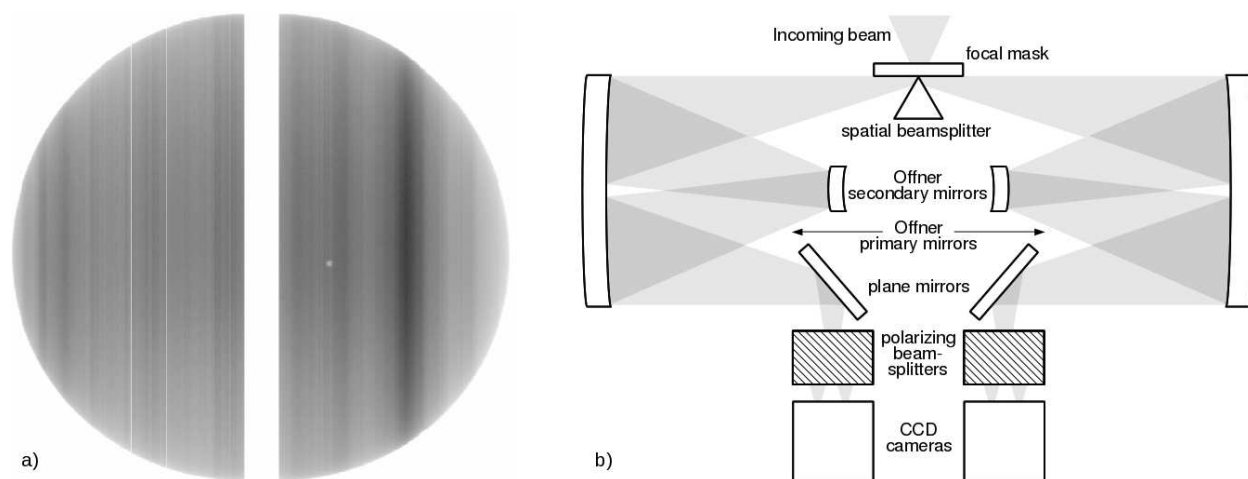 a)
Incoming beam
focal mask
spatial beamsplitter
Offner
secondary mirrors
Offner
primary mirrors
plane mirrors
polarizing
beam-
splitters
CCD
cameras
b)